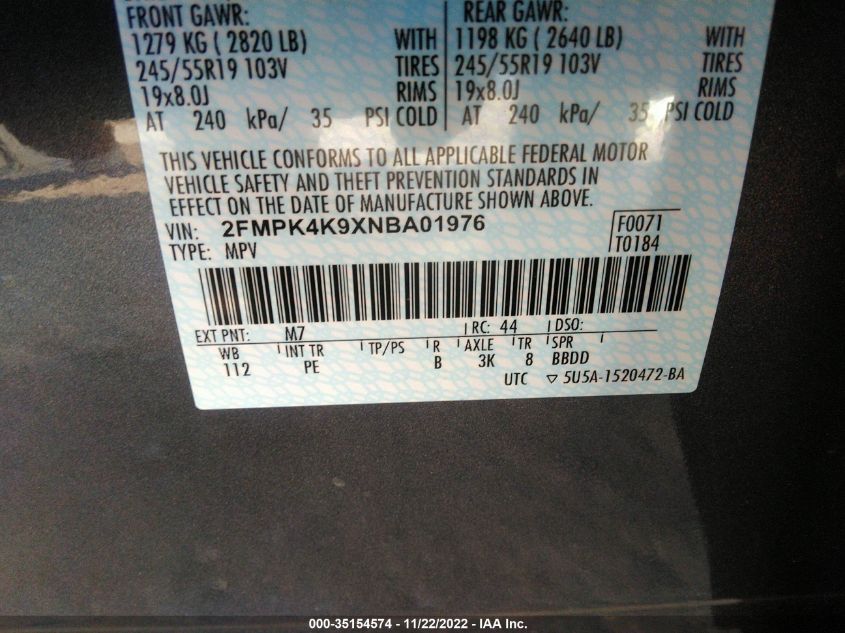 FRONT GAWR: REAR GAWR:
1279 KG ( 2820 LB) WITH 1198 KG ( 2640 LB) WITH
245/55R19 103V TIRES 245/55R19 103V TIRES
19x8.0J RIMS 19x8.0J RIMS
AT 240 kPa/ 35 PSI COLD AT 240 kPa/ 35 PSI COLD
THIS VEHICLE CONFORMS TO ALL APPLICABLE FEDERAL MOTOR
VEHICLE SAFETY AND THEFT PREVENTION STANDARDS IN
EFFECT ON THE DATE OF MANUFACTURE SHOWN ABOVE.
VIN: 2FMPK4K9XNBA01976 F0071
TYPE: MPV T0184
EXT PNT: M7 RC: 44 DSO:
WB INT TR TP/PS R AXLE TR SPR
112 PE B 3K 8 BBDD
UTC ▽ 5U5A-1520472-BA
000-35154574 - 11/22/2022 - IAA Inc.